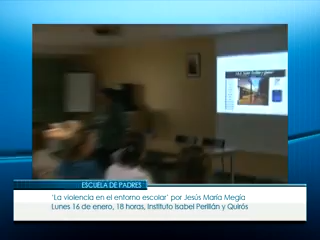 ESCUELA DE PADRES
'La violencia en el entorno escolar' por Jesús María Megía
Lunes 16 de enero, 18 horas, Instituto Isabel Perillán y Quirós